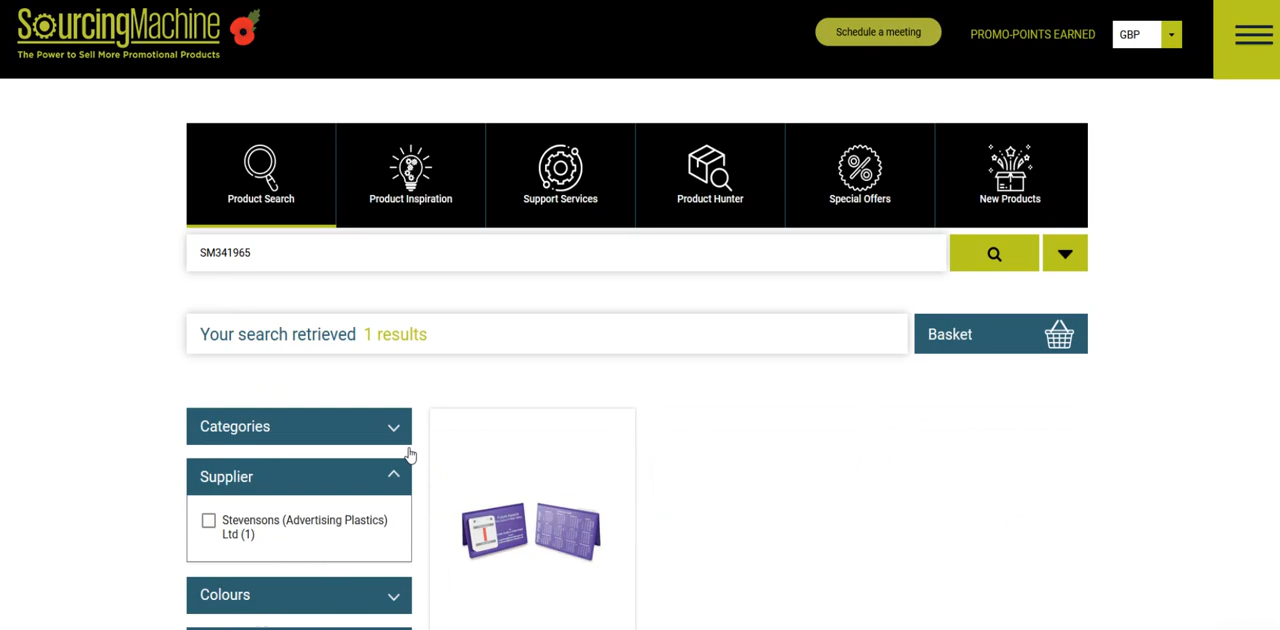 SourcingMachine
The Power to Sell More Promotional Products
Schedule a meeting
PROMO-POINTS EARNED
GBP
Product Search
Product Inspiration
Support Services
Product Hunter
Special Offers
New Products
SM341965
Your search retrieved 1 results
Basket
Categories
Supplier
Stevensons (Advertising Plastics)
Ltd (1)
Colours